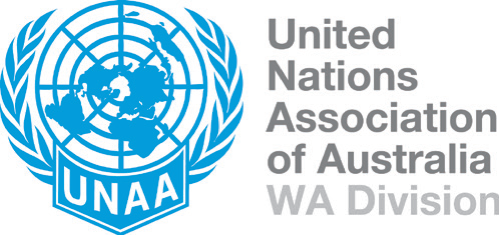 UNAA
United
Nations
Association
of Australia
WA Division